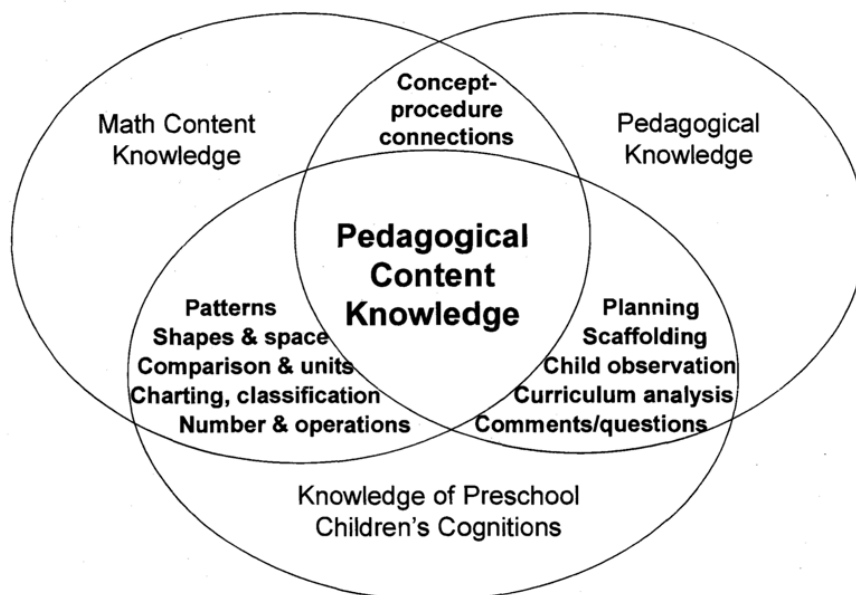 Concept-
procedure
connections
Math Content
Knowledge
Pedagogical
Knowledge
Pedagogical
Content
Knowledge
Patterns
Shapes & space
Comparison & units
Charting, classification
Number & operations
Planning
Scaffolding
Child observation
Curriculum analysis
Comments/questions
Knowledge of Preschool
Children's Cognitions